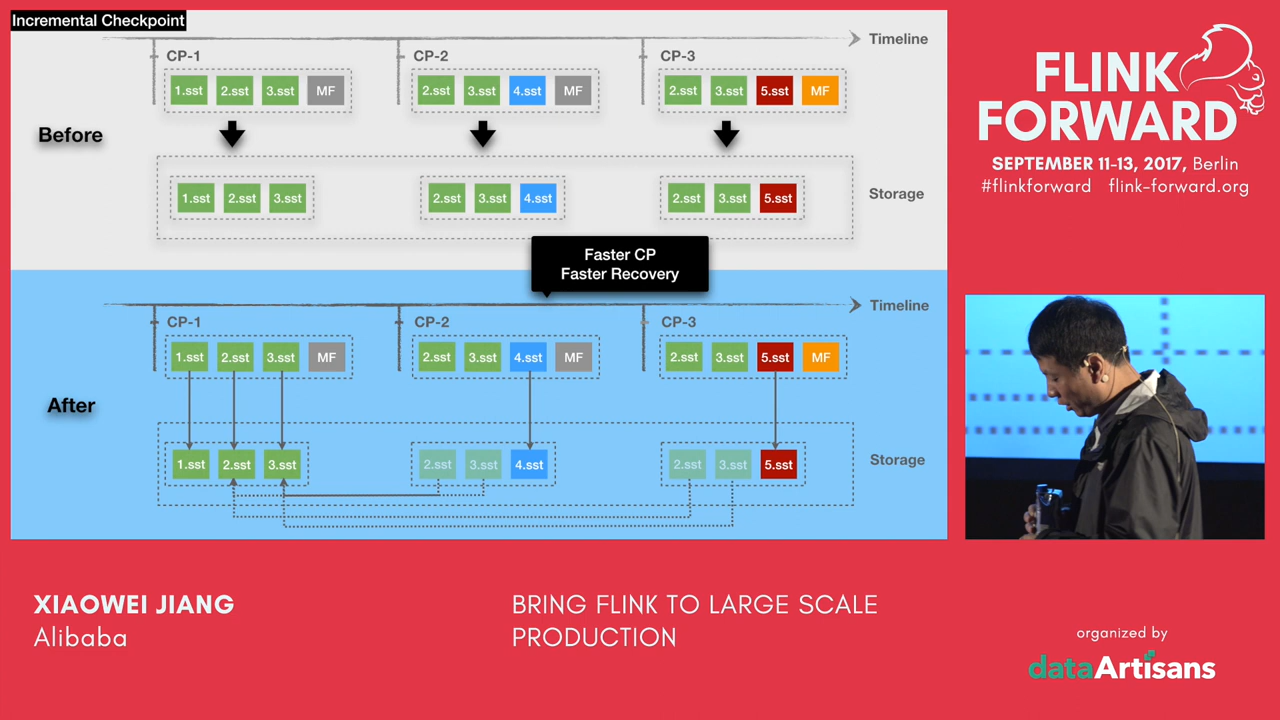 Incremental Checkpoint
Timeline
CP-1 CP-2 CP-3
1.sst 2.sst 3.sst MF 2.sst 3.sst 4.sst MF 2.sst 3.sst 5.sst MF
Before
1.sst 2.sst 3.sst 2.sst 3.sst 4.sst 2.sst 3.sst 5.sst Storage
Faster CP
Faster Recovery
Timeline
CP-1 CP-2 CP-3
1.sst 2.sst 3.sst MF 2.sst 3.sst 4.sst MF 2.sst 3.sst 5.sst MF
After
1.sst 2.sst 3.sst 2.sst 3.sst 4.sst 2.sst 3.sst 5.sst Storage
FLINK
FORWARD
SEPTEMBER 11-13, 2017, Berlin
#flinkforward flink-forward.org
XIAOWEI JIANG
Alibaba
BRING FLINK TO LARGE SCALE
PRODUCTION
organized by
dataArtisans